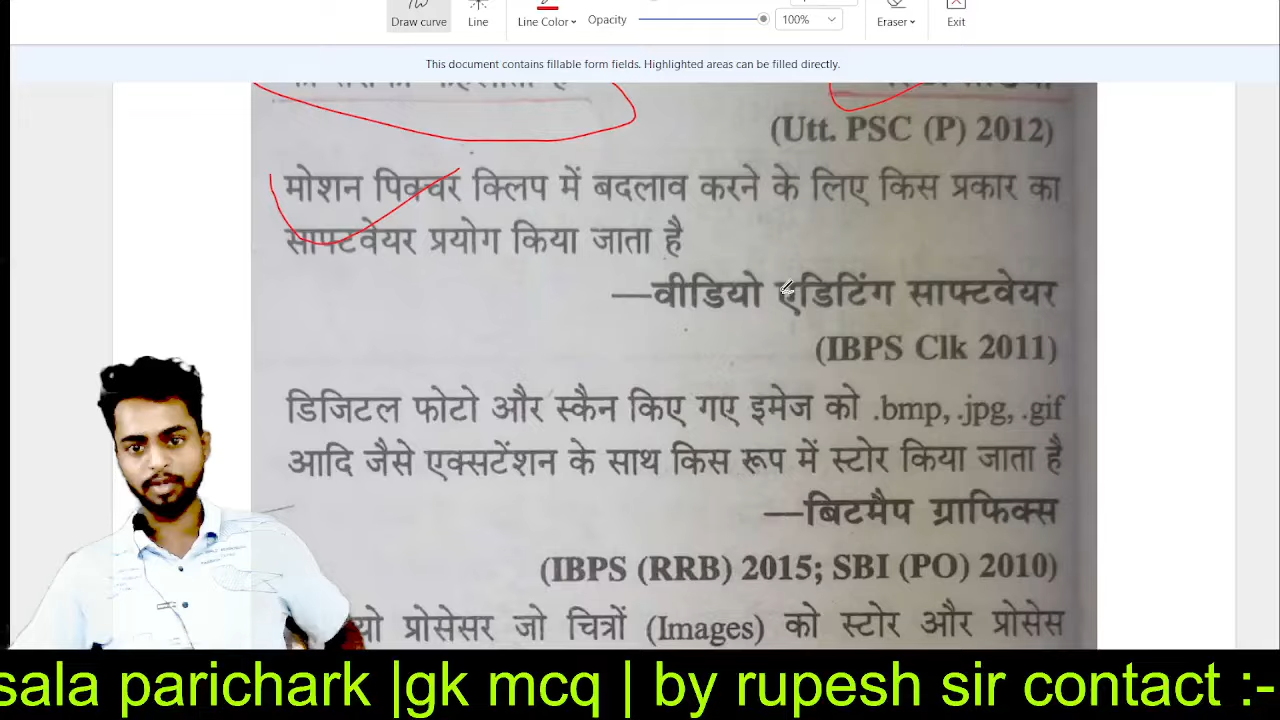 Draw curve Line Line Color Opacity 100% Eraser Exit
This document contains fillable form fields. Highlighted areas can be filled directly.
(Utt. PSC (P) 2012)
मोशन पिक्चर क्लिप में बदलाव करने के लिए किस प्रकार का
साफ्टवेयर प्रयोग किया जाता है
—वीडियो एडिटिंग साफ्टवेयर
(IBPS Clk 2011)
डिजिटल फोटो और स्कैन किए गए इमेज को .bmp, .jpg, .gif
आदि जैसे एक्सटेंशन के साथ किस रूप में स्टोर किया जाता है
—बिटमैप ग्राफिक्स
(IBPS (RRB) 2015; SBI (PO) 2010)
प्रोसेसर जो चित्रों (Images) को स्टोर और प्रोसेस
sala parichark |gk mcq | by rupesh sir contact :-